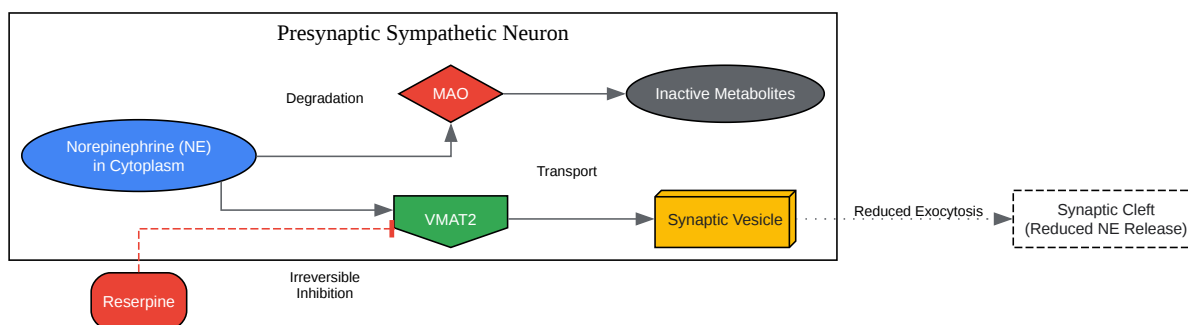 Presynaptic Sympathetic Neuron
Degradation
MAO
Inactive Metabolites
Norepinephrine (NE)
in Cytoplasm
Transport
VMAT2
Synaptic Vesicle
Reduced Exocytosis
Synaptic Cleft
(Reduced NE Release)
Irreversible
Inhibition
Reserpine